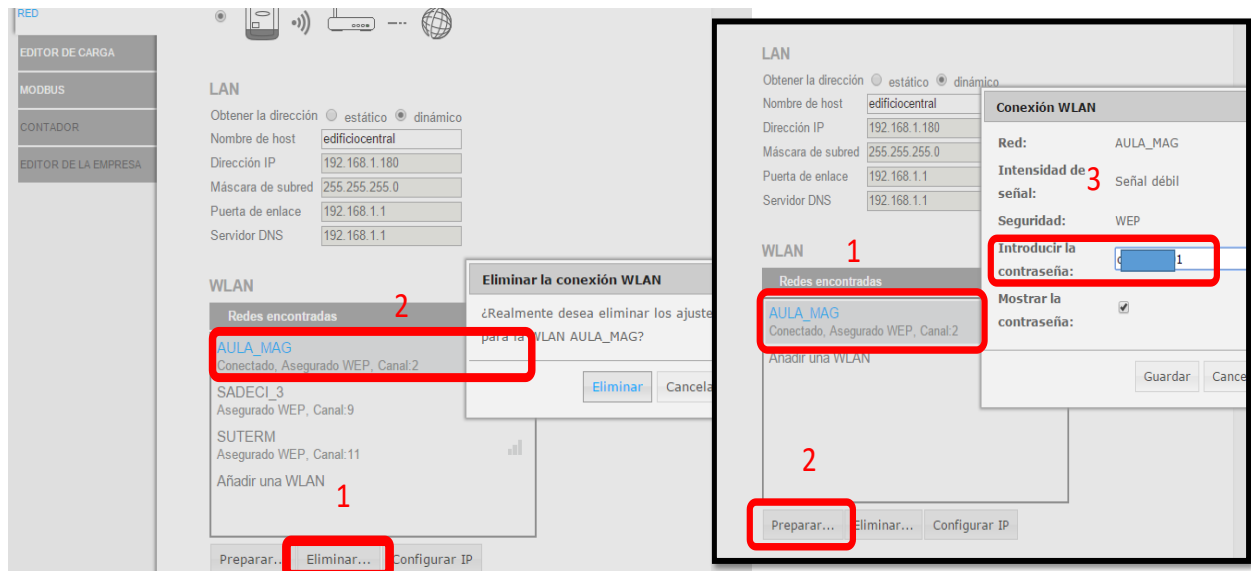 RED
EDITOR DE CARGA
MODBUS
CONTADOR
EDITOR DE LA EMPRESA
LAN
Obtener la dirección estático dinámico
Nombre de host edificiocentral
Dirección IP 192.168.1.180
Máscara de subred 255.255.255.0
Puerta de enlace 192.168.1.1
Servidor DNS 192.168.1.1
WLAN
Redes encontradas
2
AULA_MAG
Conectado, Asegurado WEP, Canal:2
SADECI_3
Asegurado WEP, Canal:9
SUTERM
Asegurado WEP, Canal:11
Añadir una WLAN
1
Preparar... Eliminar... Configurar IP
Eliminar la conexión WLAN
¿Realmente desea eliminar los ajuste
para la WLAN AULA_MAG?
Eliminar Cancela
LAN
Obtener la dirección estático dinámico
Nombre de host edificiocentral
Dirección IP 192.168.1.180
Máscara de subred 255.255.255.0
Puerta de enlace 192.168.1.1
Servidor DNS 192.168.1.1
WLAN
1
Redes encontradas
AULA_MAG
Conectado, Asegurado WEP, Canal:2
Añadir una WLAN
2
Preparar... Eliminar... Configurar IP
Conexión WLAN
Red: AULA_MAG
Intensidad de
señal: Señal débil
3
Seguridad: WEP
Introducir la
contraseña: 1
Mostrar la
contraseña:
Guardar Cance